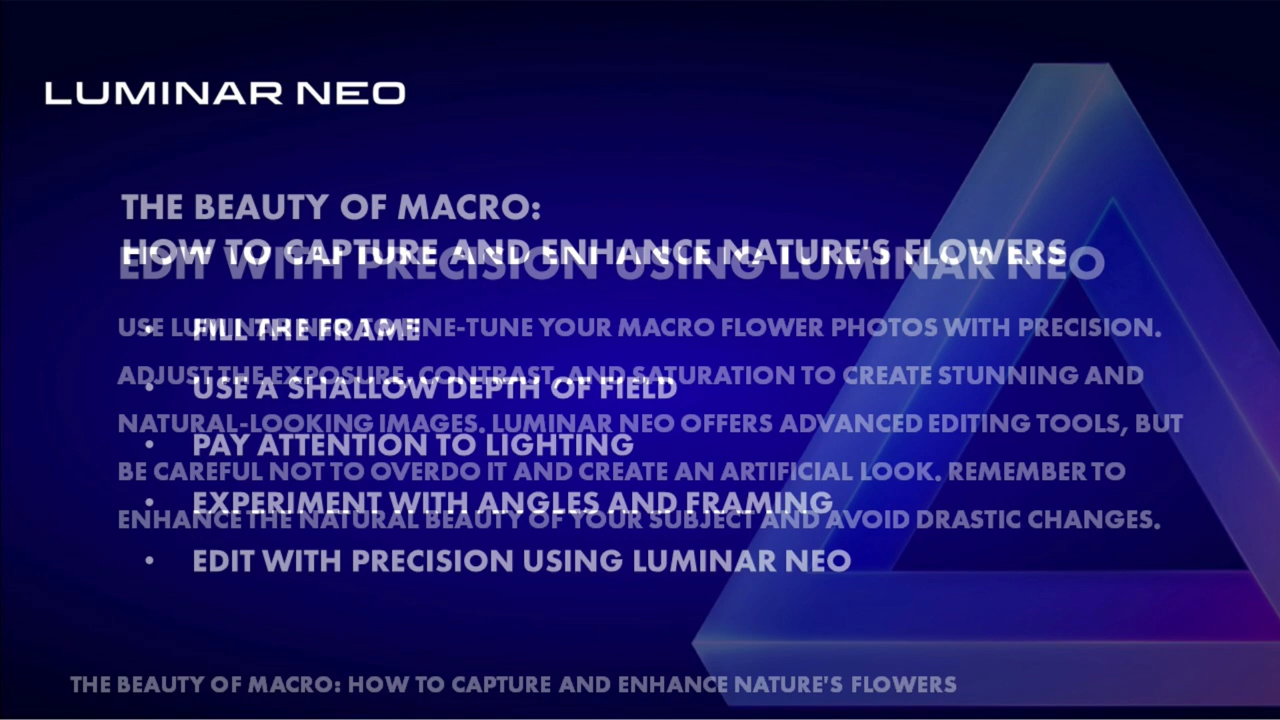 LUMINAR NEO
THE BEAUTY OF MACRO:
HOW TO CAPTURE AND ENHANCE NATURE'S FLOWERS
EDIT WITH PRECISION USING LUMINAR NEO
USE LUMINAR NEO TO FINE-TUNE YOUR MACRO FLOWER PHOTOS WITH PRECISION.
• FILL THE FRAME
ADJUST THE EXPOSURE, CONTRAST, AND SATURATION TO CREATE STUNNING AND
• USE A SHALLOW DEPTH OF FIELD
NATURAL-LOOKING IMAGES. LUMINAR NEO OFFERS ADVANCED EDITING TOOLS, BUT
• PAY ATTENTION TO LIGHTING
BE CAREFUL NOT TO OVERDO IT AND CREATE AN ARTIFICIAL LOOK. REMEMBER TO
• EXPERIMENT WITH ANGLES AND FRAMING
ENHANCE THE NATURAL BEAUTY OF YOUR SUBJECT AND AVOID DRASTIC CHANGES.
• EDIT WITH PRECISION USING LUMINAR NEO
THE BEAUTY OF MACRO: HOW TO CAPTURE AND ENHANCE NATURE'S FLOWERS